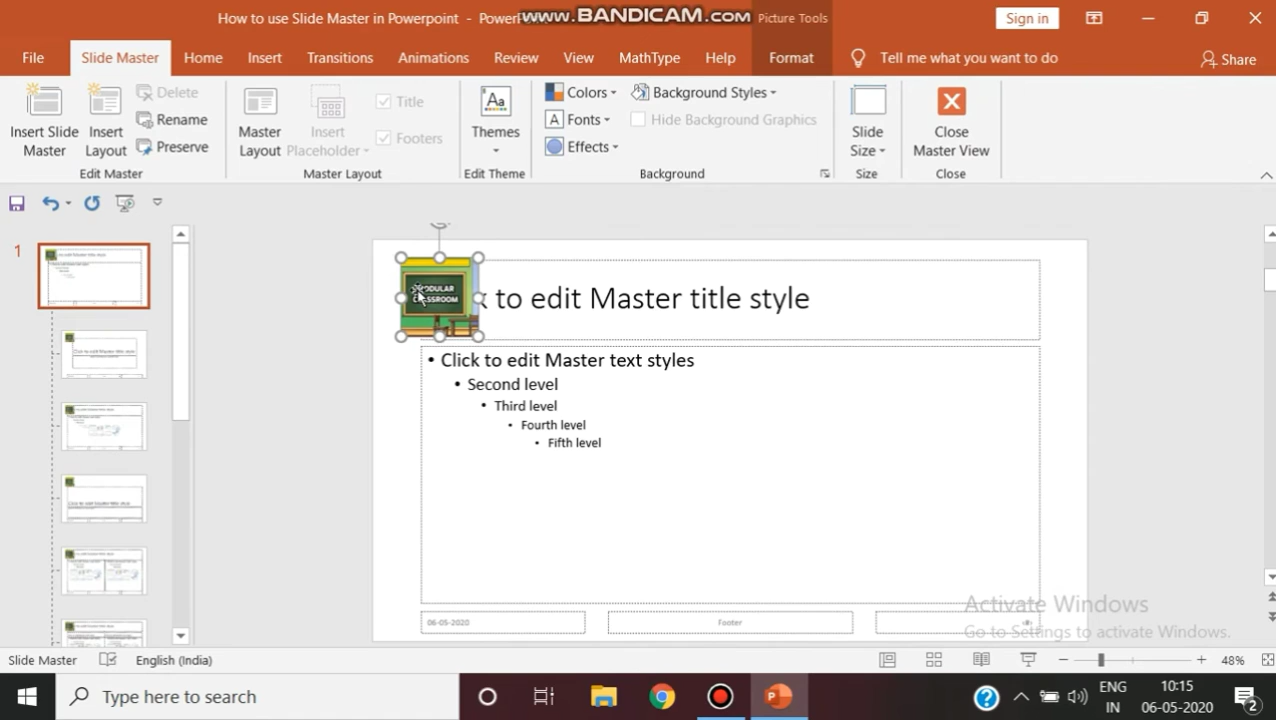 How to use Slide Master in Powerpoint - Power
www.BANDICAM.com
Picture Tools
Sign in
File
Slide Master
Home
Insert
Transitions
Animations
Review
View
MathType
Help
Format
Tell me what you want to do
Share
Insert Slide Master
Insert Layout
Delete
Rename
Preserve
Edit Master
Master Layout
Insert Placeholder
Title
Footers
Master Layout
Themes
Edit Theme
Colors
Fonts
Effects
Background Styles
Hide Background Graphics
Background
Slide Size
Size
Close Master View
Close
1
to edit Master title style
• Click to edit Master text styles
• Second level
• Third level
• Fourth level
• Fifth level
06-05-2020
Footer
Activate Windows
Go to Settings to activate Windows.
Slide Master
English (India)
48%
Type here to search
ENG
IN
10:15
06-05-2020
2